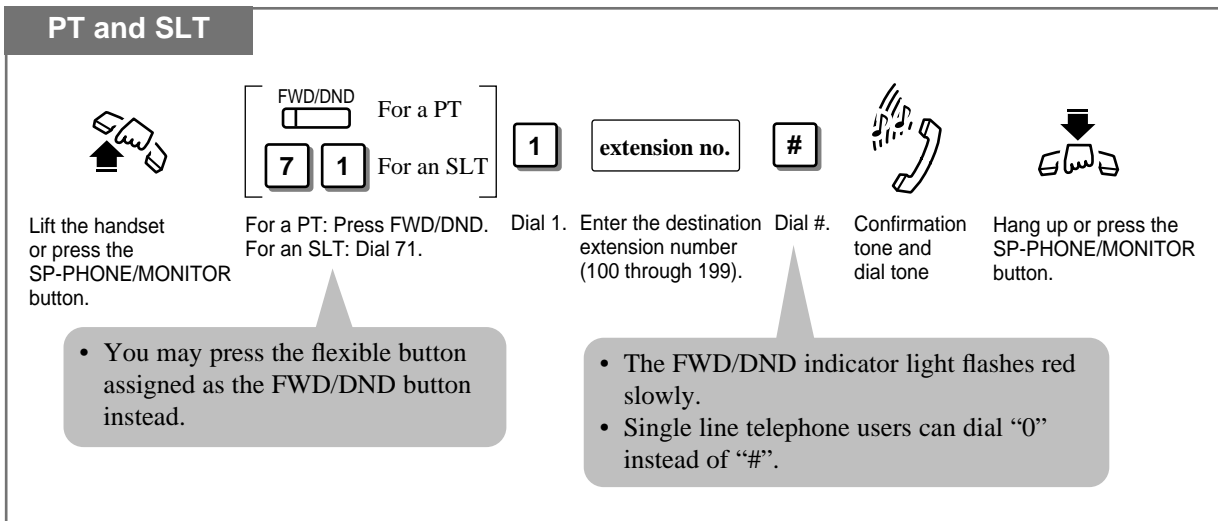 PT and SLT
FWD/DND
For a PT
7 1 For an SLT
1
extension no.
#
Lift the handset
or press the
SP-PHONE/MONITOR
button.
For a PT: Press FWD/DND.
For an SLT: Dial 71.
Dial 1.
Enter the destination
extension number
(100 through 199).
Dial #.
Confirmation
tone and
dial tone
Hang up or press the
SP-PHONE/MONITOR
button.
• You may press the flexible button
assigned as the FWD/DND button
instead.
• The FWD/DND indicator light flashes red
slowly.
• Single line telephone users can dial “0”
instead of “#”.